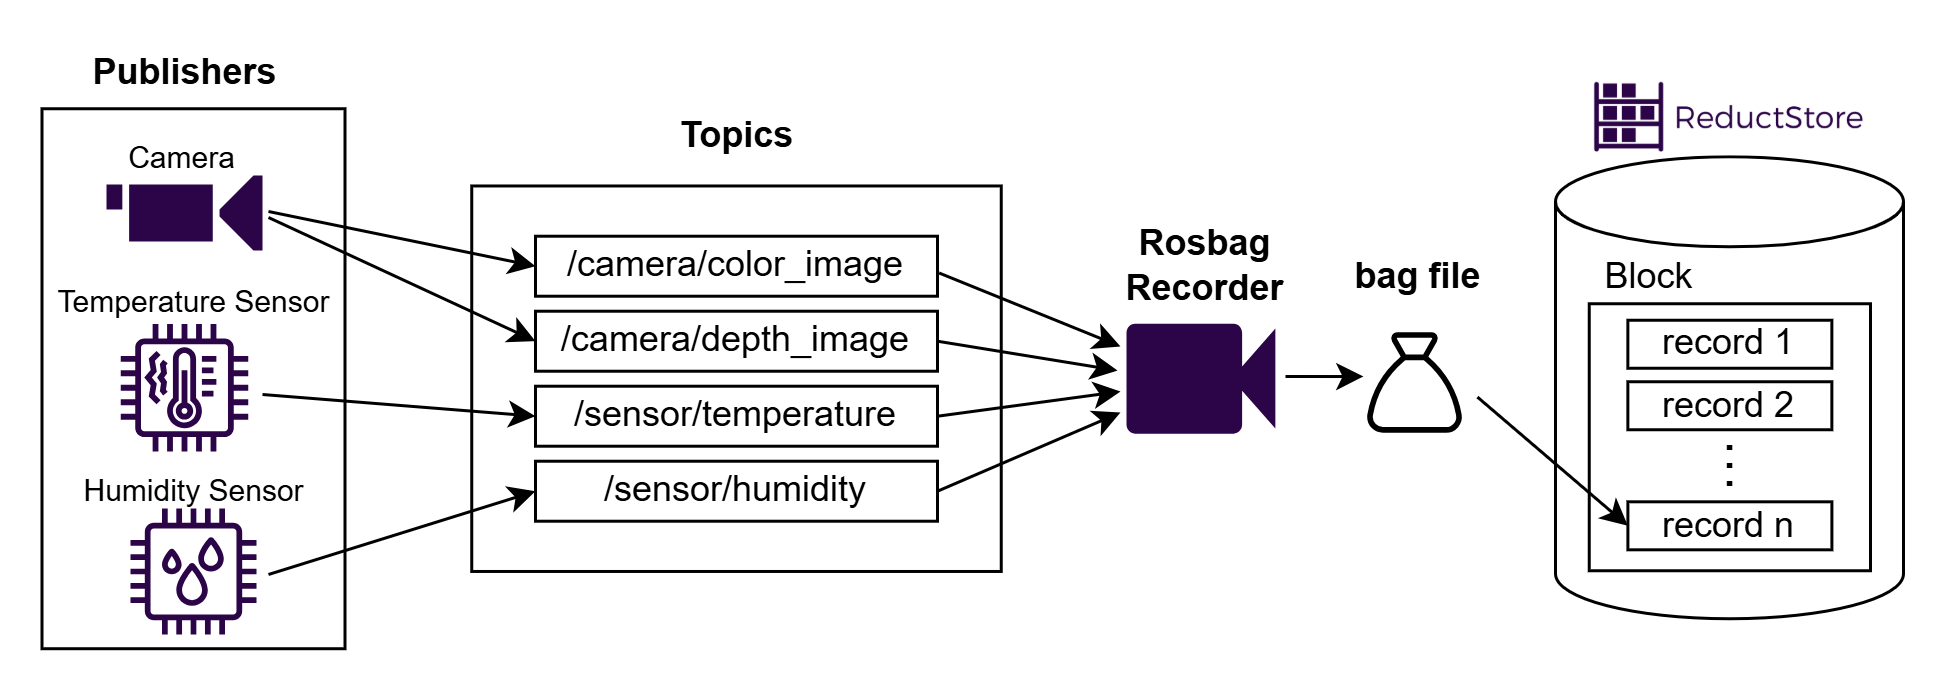 Publishers
Camera
Temperature Sensor
Humidity Sensor
Topics
/camera/color_image
/camera/depth_image
/sensor/temperature
/sensor/humidity
Rosbag
Recorder
bag file
ReductStore
Block
record 1
record 2
record n